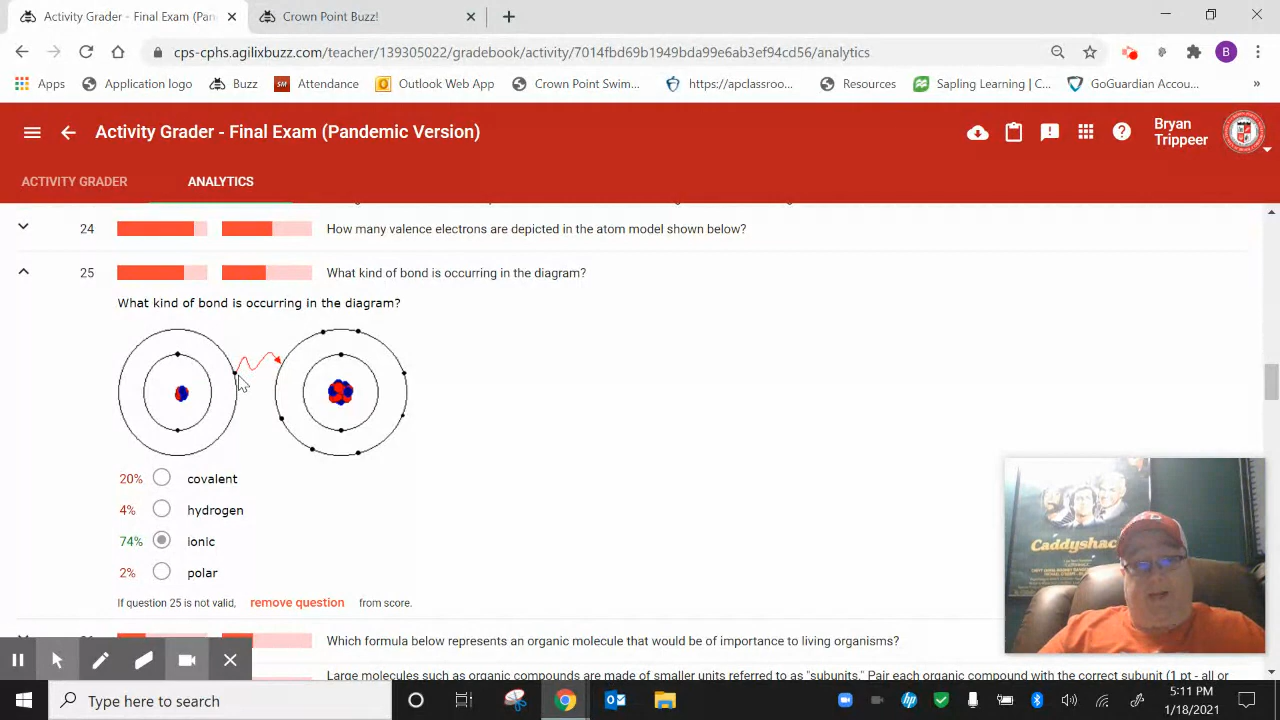 Activity Grader - Final Exam (Pan
Crown Point Buzz!
cps-cphs.agilixbuzz.com/teacher/139305022/gradebook/activity/7014fbd69b1949bda99e6ab3ef94cd56/analytics
B
Apps
Application logo
Buzz
SM
Attendance
Outlook Web App
Crown Point Swim...
https://apclassroo...
Resources
Sapling Learning | C...
GoGuardian Accou...
»
Activity Grader - Final Exam (Pandemic Version)
Bryan
Trippeer
ACTIVITY GRADER
ANALYTICS
24
How many valence electrons are depicted in the atom model shown below?
25
What kind of bond is occurring in the diagram?
What kind of bond is occurring in the diagram?
20%
covalent
4%
hydrogen
74%
ionic
2%
polar
If question 25 is not valid, remove question from score.
Which formula below represents an organic molecule that would be of importance to living organisms?
Large molecules such as organic compounds are made of smaller units referred to as "subunits." Pair each organic compound with the correct subunit (1 pt - all or
Caddyshack
Type here to search
5:11 PM
1/18/2021